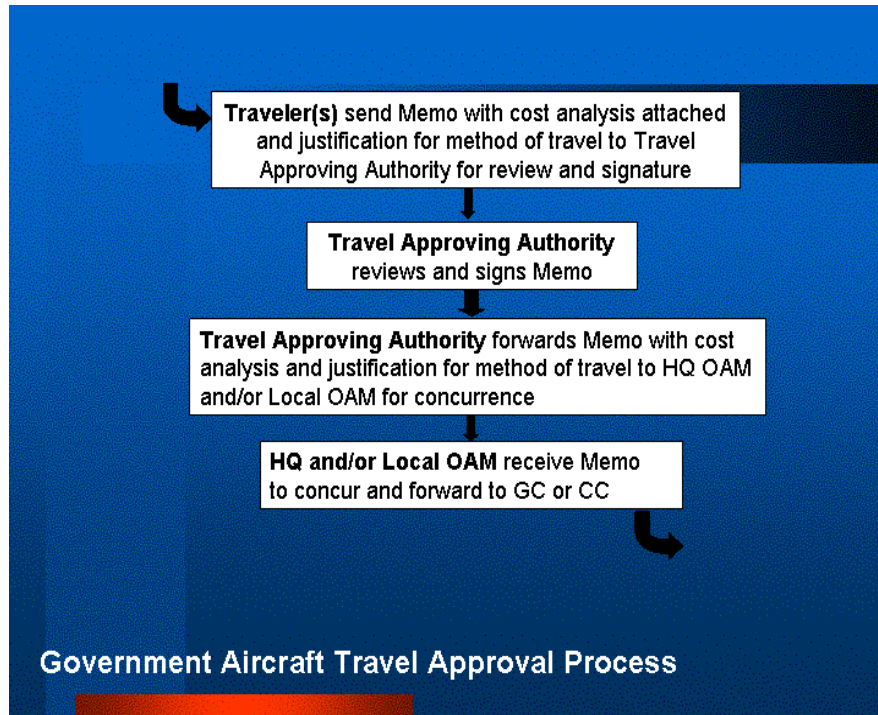 Traveler(s) send Memo with cost analysis attached
and justification for method of travel to Travel
Approving Authority for review and signature
Travel Approving Authority
reviews and signs Memo
Travel Approving Authority forwards Memo with cost
analysis and justification for method of travel to HQ OAM
and/or Local OAM for concurrence
HQ and/or Local OAM receive Memo
to concur and forward to GC or CC
Government Aircraft Travel Approval Process